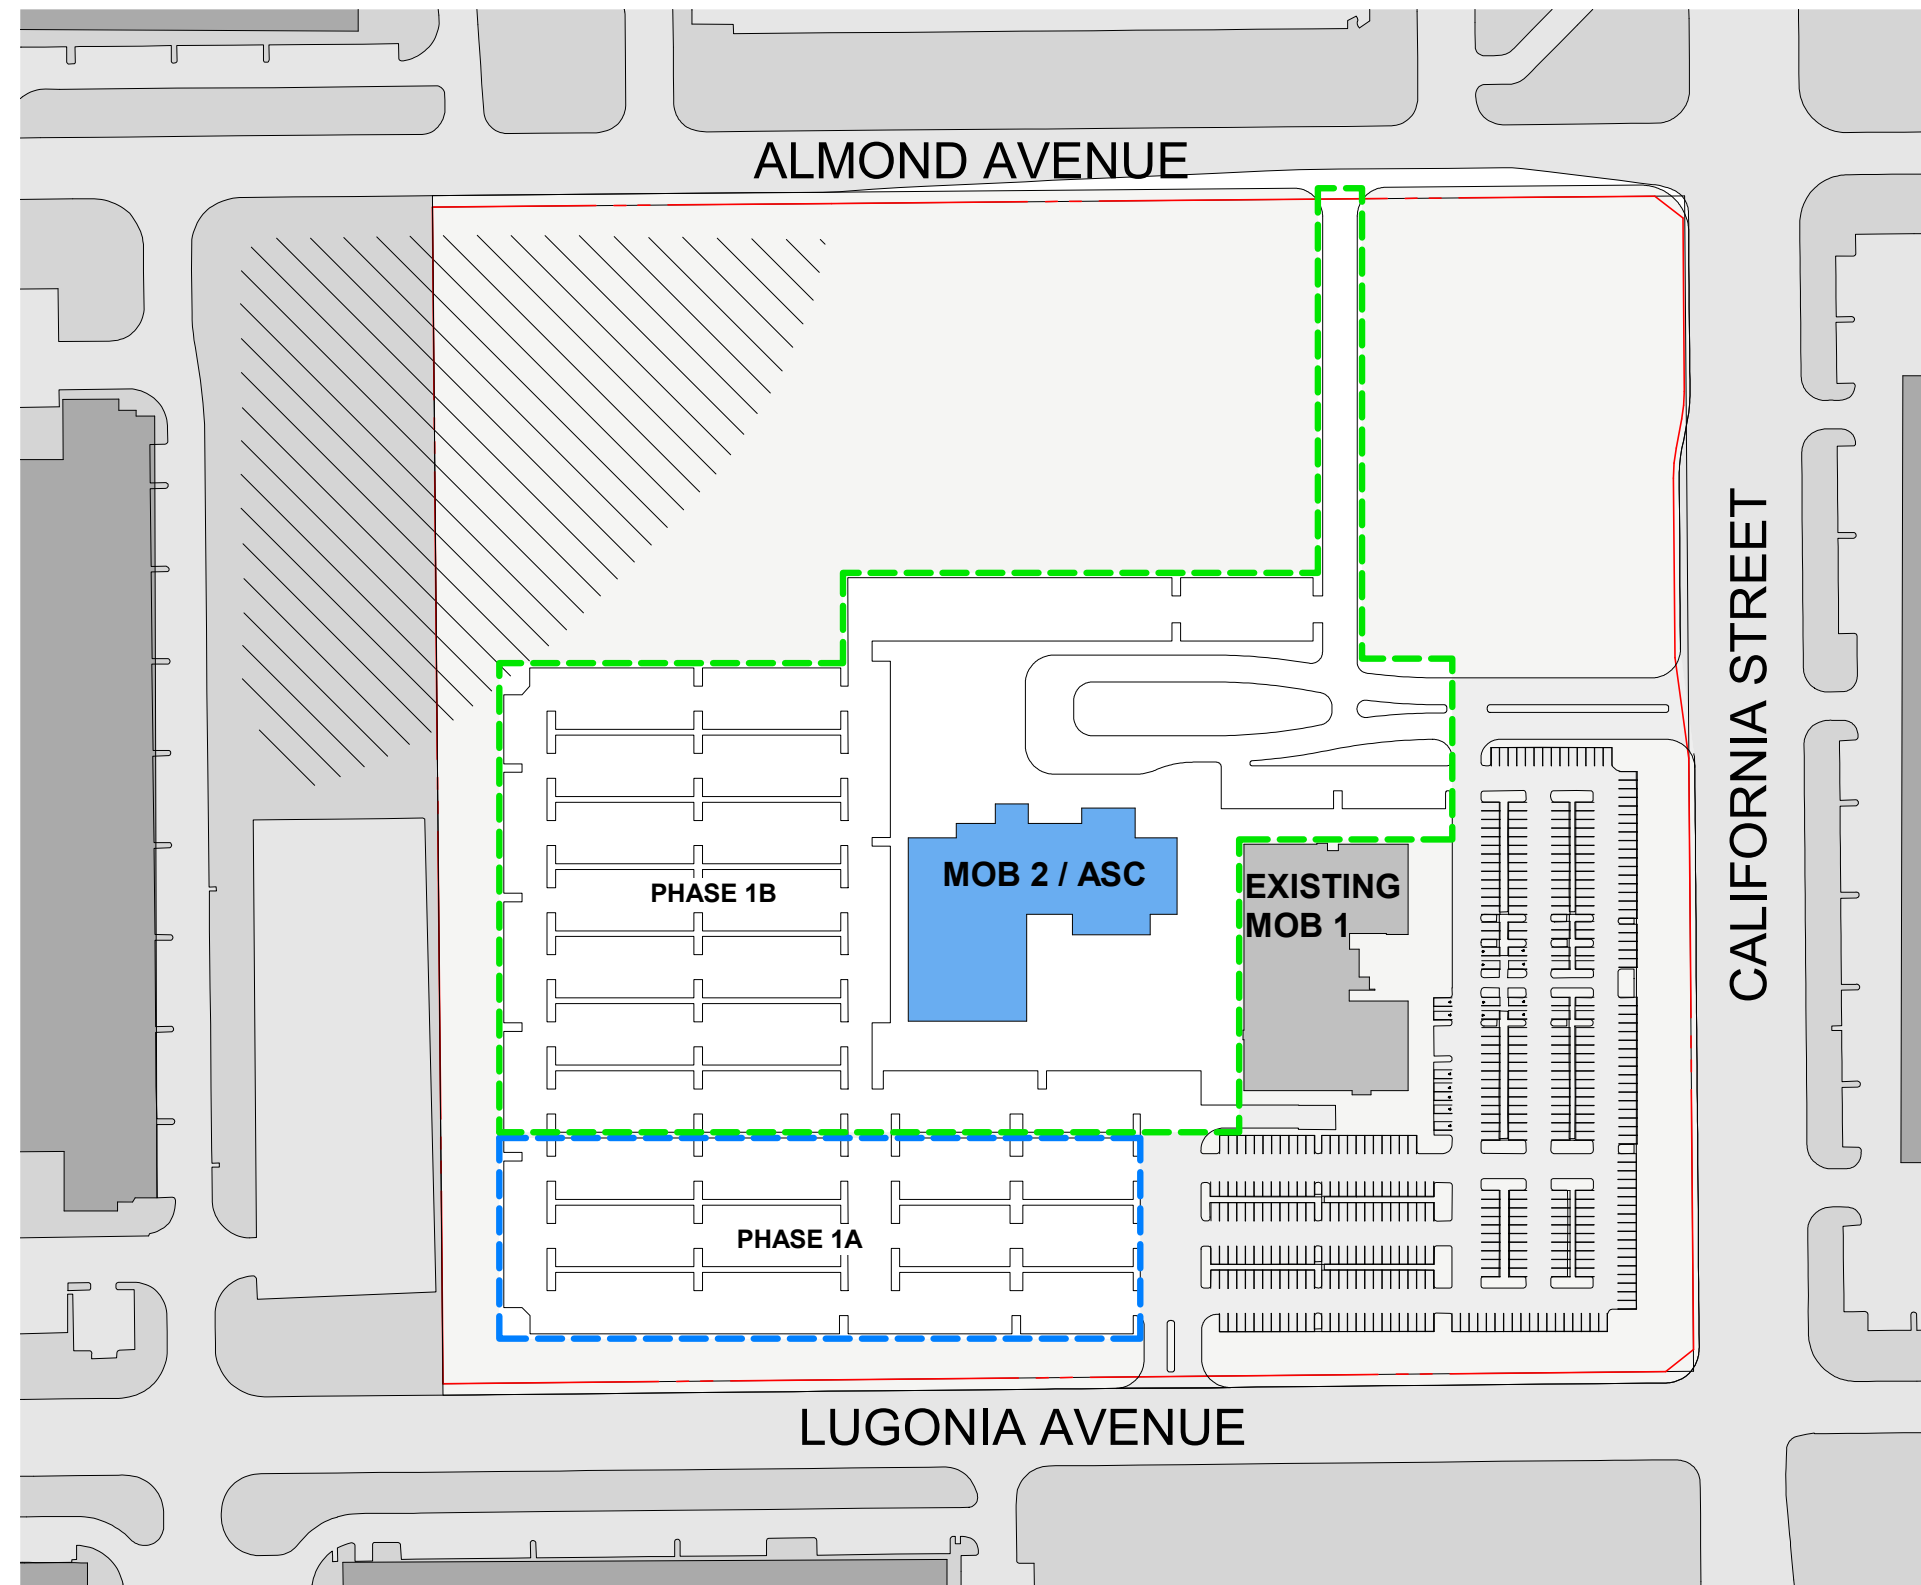 ALMOND AVENUE
CALIFORNIA STREET
MOB 2 / ASC
EXISTING
MOB 1
PHASE 1B
PHASE 1A
LUGONIA AVENUE